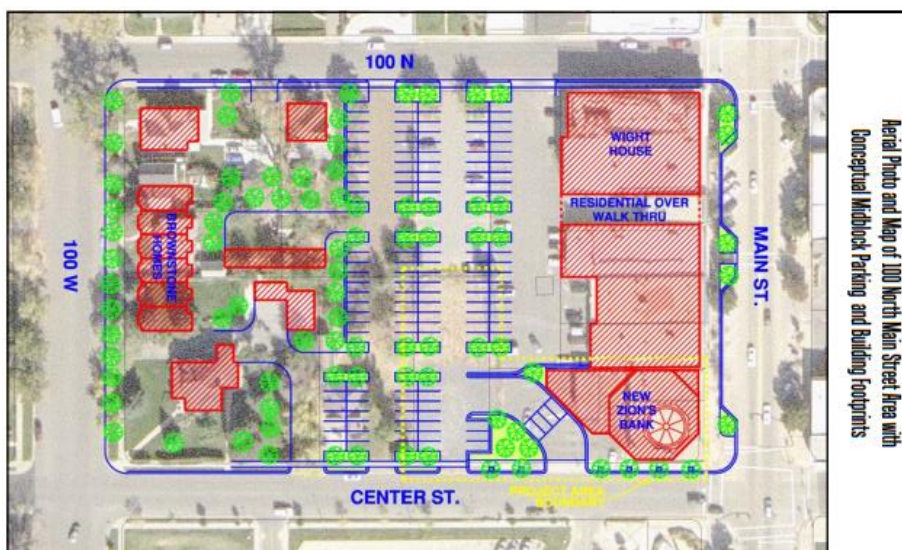 100 N
WIGHT
HOUSE
RESIDENTIAL OVER
WALK THRU
MAIN ST.
BROWNSTONE
HOMES
100 W
NEW
ZION'S
BANK
PROJECT AREA
BOUNDARY
CENTER ST.
Aerial Photo and Map of 100 North Main Street Area with
Conceptual Midblock Parking and Building Footprints